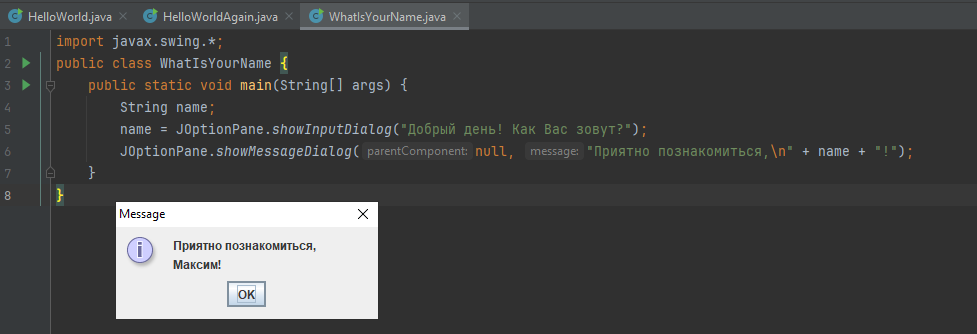 HelloWorld.java HelloWorldAgain.java WhatIsYourName.java
1 import javax.swing.*;
2 public class WhatIsYourName {
3 public static void main(String[] args) {
4 String name;
5 name = JOptionPane.showInputDialog("Добрый день! Как Вас зовут?");
6 JOptionPane.showMessageDialog( parentComponent: null, message: "Приятно познакомиться,\n" + name + "!");
7 }
8 }
Message
Приятно познакомиться,
Максим!
OK